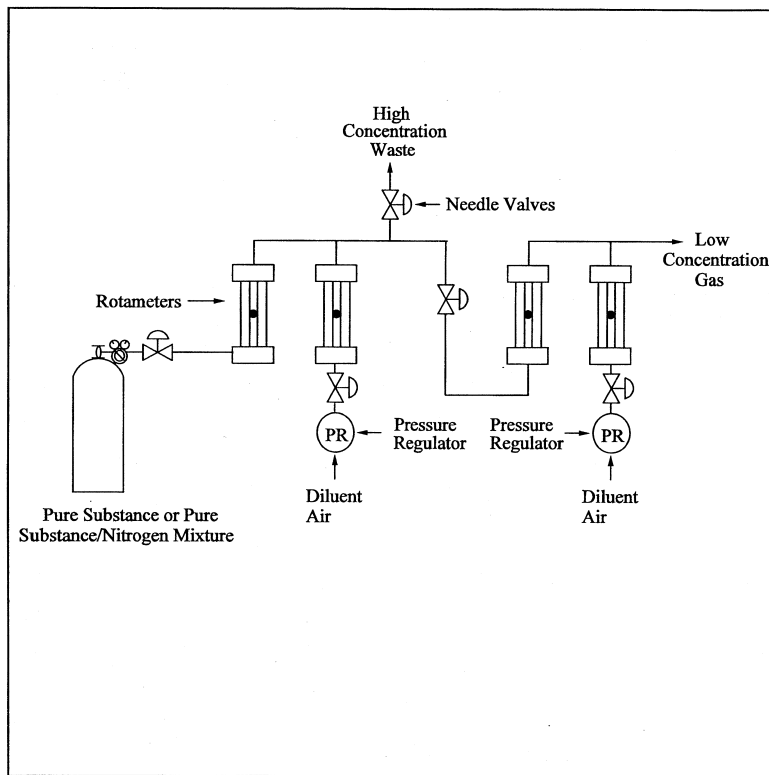 High
Concentration
Waste
Needle Valves
Low
Concentration
Gas
Rotameters
PR
Pressure
Regulator
Pressure
Regulator
PR
Diluent
Air
Diluent
Air
Pure Substance or Pure
Substance/Nitrogen Mixture